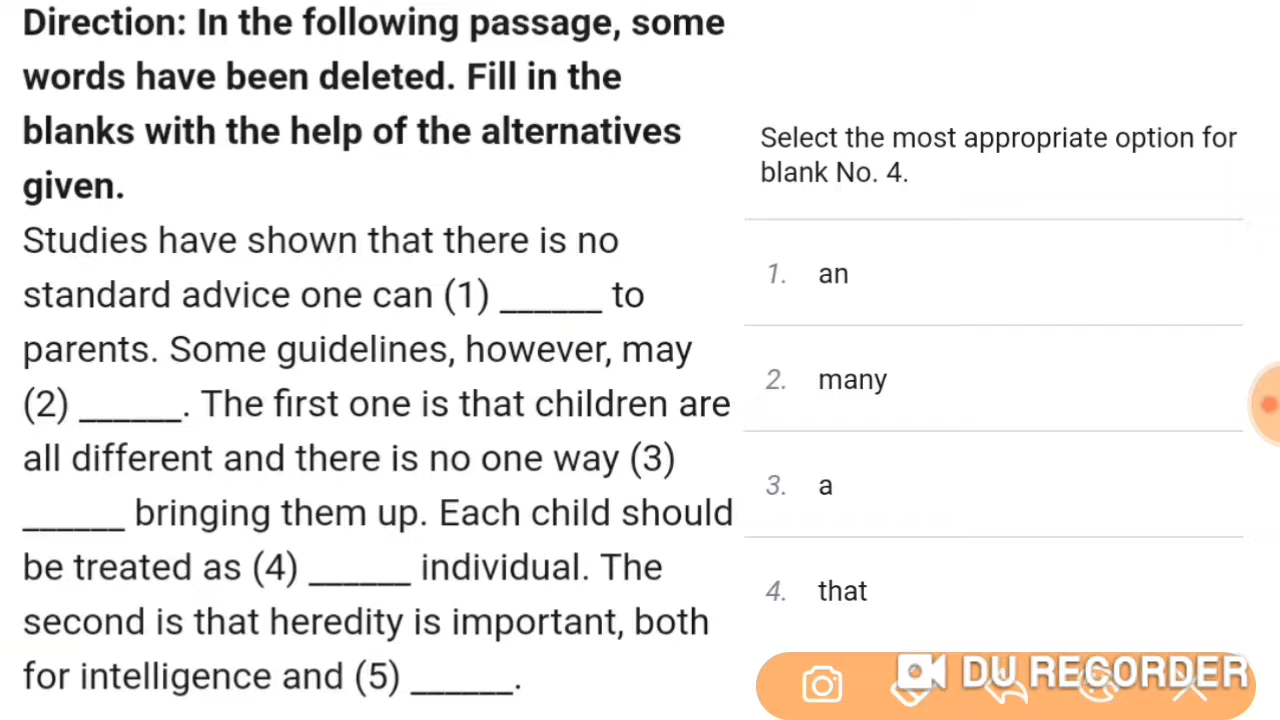 Direction: In the following passage, some
words have been deleted. Fill in the
blanks with the help of the alternatives
given.
Studies have shown that there is no
standard advice one can (1) ______ to
parents. Some guidelines, however, may
(2) ______. The first one is that children are
all different and there is no one way (3)
______ bringing them up. Each child should
be treated as (4) ______ individual. The
second is that heredity is important, both
for intelligence and (5) ______.
Select the most appropriate option for
blank No. 4.
1. an
2. many
3. a
4. that
DU RECORDER